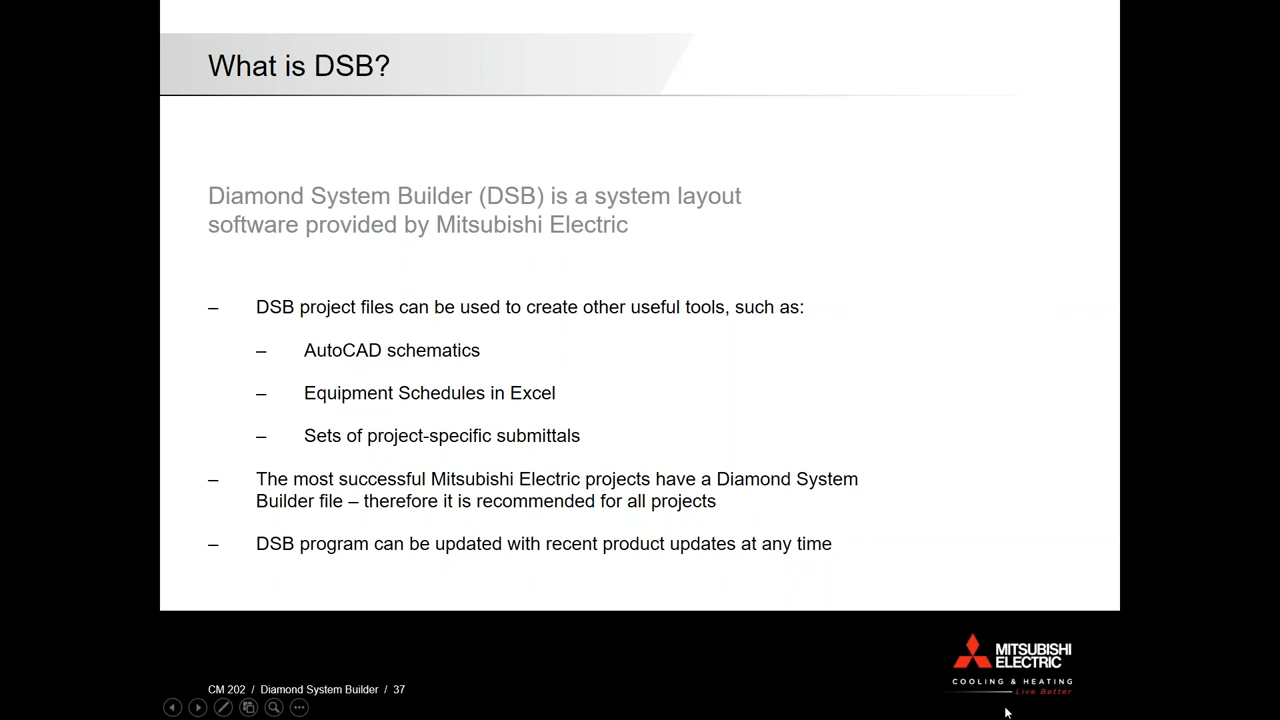 What is DSB?
Diamond System Builder (DSB) is a system layout
software provided by Mitsubishi Electric
– DSB project files can be used to create other useful tools, such as:
– AutoCAD schematics
– Equipment Schedules in Excel
– Sets of project-specific submittals
– The most successful Mitsubishi Electric projects have a Diamond System
Builder file – therefore it is recommended for all projects
– DSB program can be updated with recent product updates at any time
MITSUBISHI
ELECTRIC
COOLING & HEATING
Live Better
CM 202 / Diamond System Builder / 37